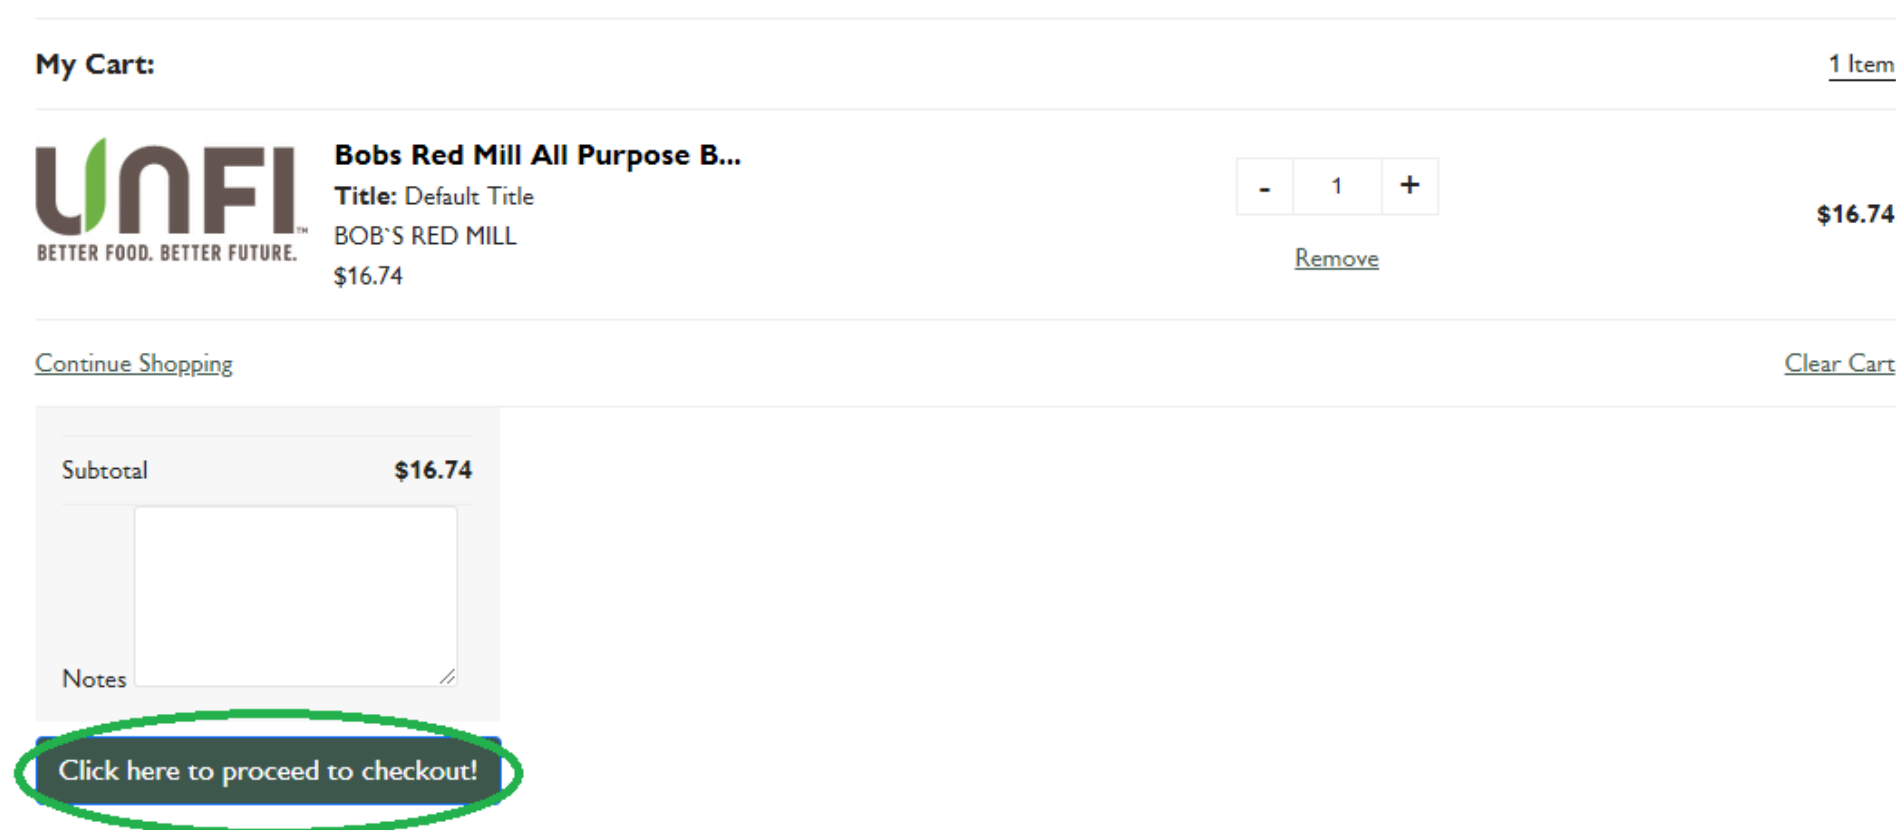 My Cart:
1 Item
UNFI™
BETTER FOOD. BETTER FUTURE.
Bobs Red Mill All Purpose B...
Title: Default Title
BOB`S RED MILL
$16.74
- 1 +
Remove
$16.74
Continue Shopping
Clear Cart
Subtotal $16.74
Notes
Click here to proceed to checkout!